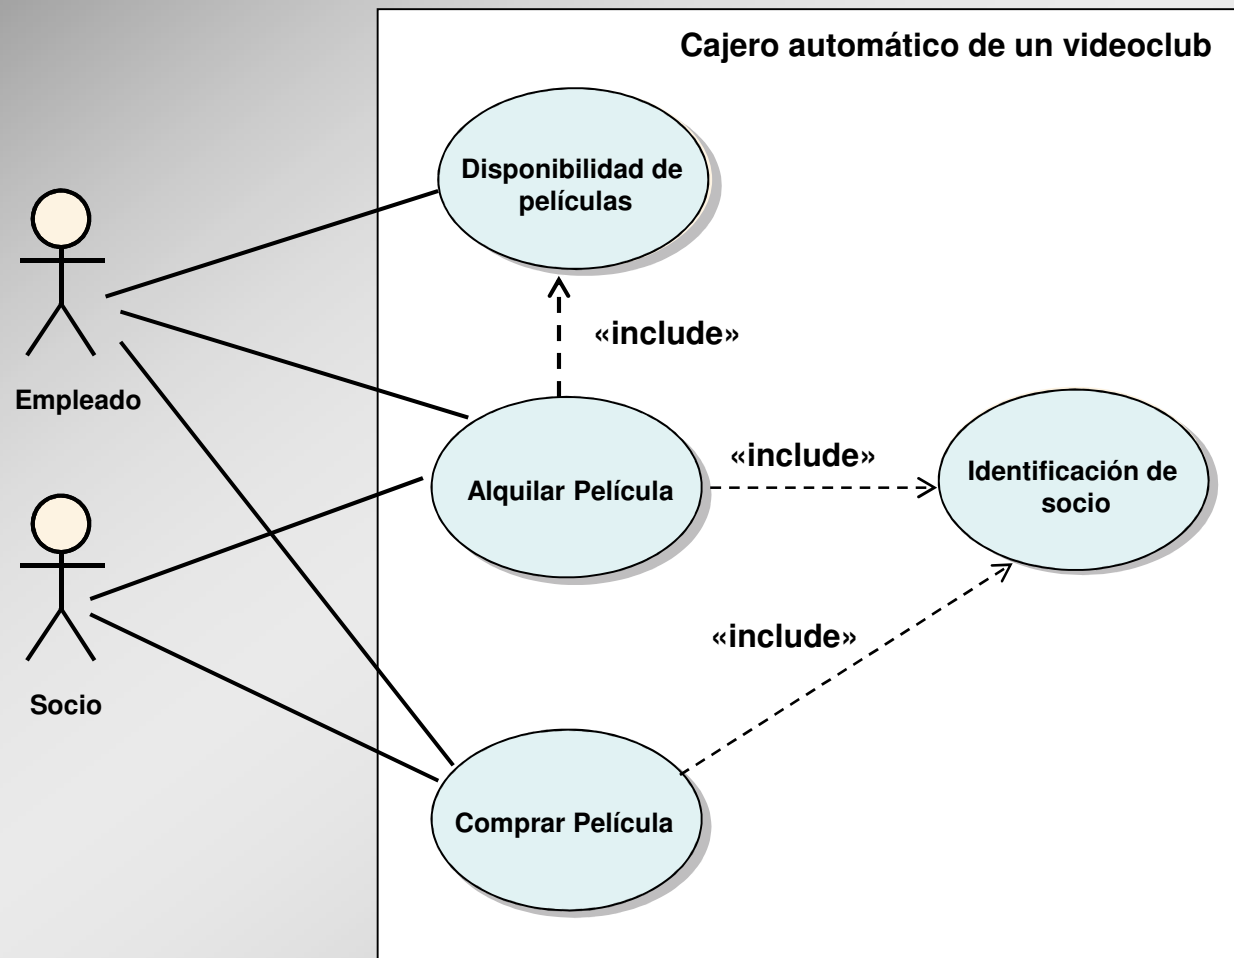 Cajero automático de un videoclub
Disponibilidad de
películas
«include»
Empleado
«include»
Alquilar Película
Identificación de
socio
«include»
Socio
Comprar Película